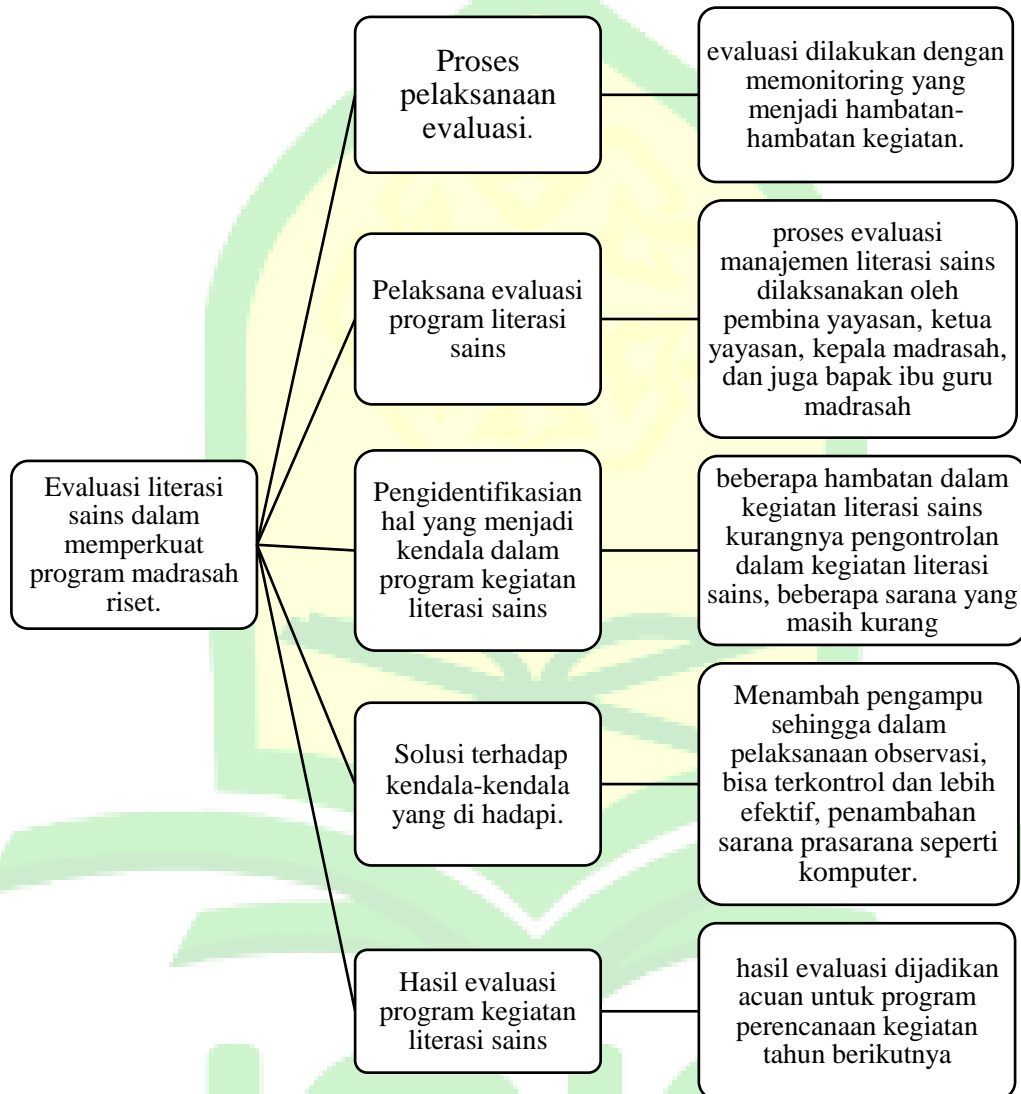 Evaluasi literasi
sains dalam
memperkuat
program madrasah
riset.
Proses
pelaksanaan
evaluasi.
evaluasi dilakukan dengan
memonitoring yang
menjadi hambatan-
hambatan kegiatan.
Pelaksana evaluasi
program literasi
sains
proses evaluasi
manajemen literasi sains
dilaksanakan oleh
pembina yayasan, ketua
yayasan, kepala madrasah,
dan juga bapak ibu guru
madrasah
Pengidentifikasian
hal yang menjadi
kendala dalam
program kegiatan
literasi sains
beberapa hambatan dalam
kegiatan literasi sains
kurangnya pengontrolan
dalam kegiatan literasi
sains, beberapa sarana yang
masih kurang
Solusi terhadap
kendala-kendala
yang di hadapi.
Menambah pengampu
sehingga dalam
pelaksanaan observasi,
bisa terkontrol dan lebih
efektif, penambahan
sarana prasarana seperti
komputer.
Hasil evaluasi
program kegiatan
literasi sains
hasil evaluasi dijadikan
acuan untuk program
perencanaan kegiatan
tahun berikutnya